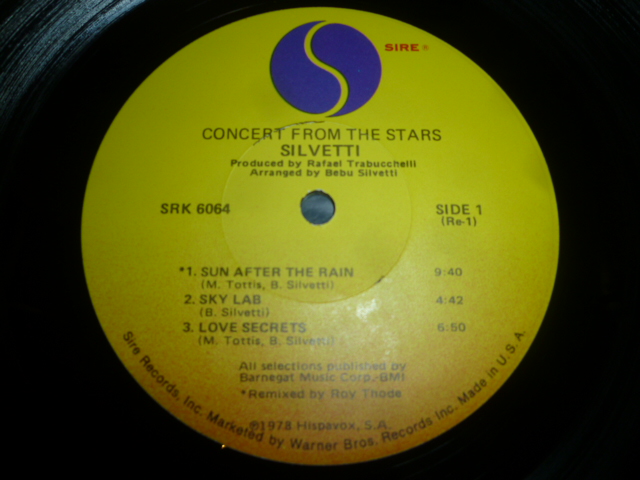 SIRE®
CONCERT FROM THE STARS
SILVETTI
Produced by Rafael Trabucchelli
Arranged by Bebu Silvetti
SRK 6064
SIDE 1
(Re-1)
*1. SUN AFTER THE RAIN 9:40
(M. Tottis, B. Silvetti)
2. SKY LAB 4:42
(B. Silvetti)
3. LOVE SECRETS 6:50
(M. Tottis, B. Silvetti)
All selections published by
Barnegat Music Corp. BMI
*Remixed by Roy Thode
℗1978 Hispavox, S.A.
Sire Records, Inc. Marketed by Warner Bros. Records Inc. Made in U.S.A.